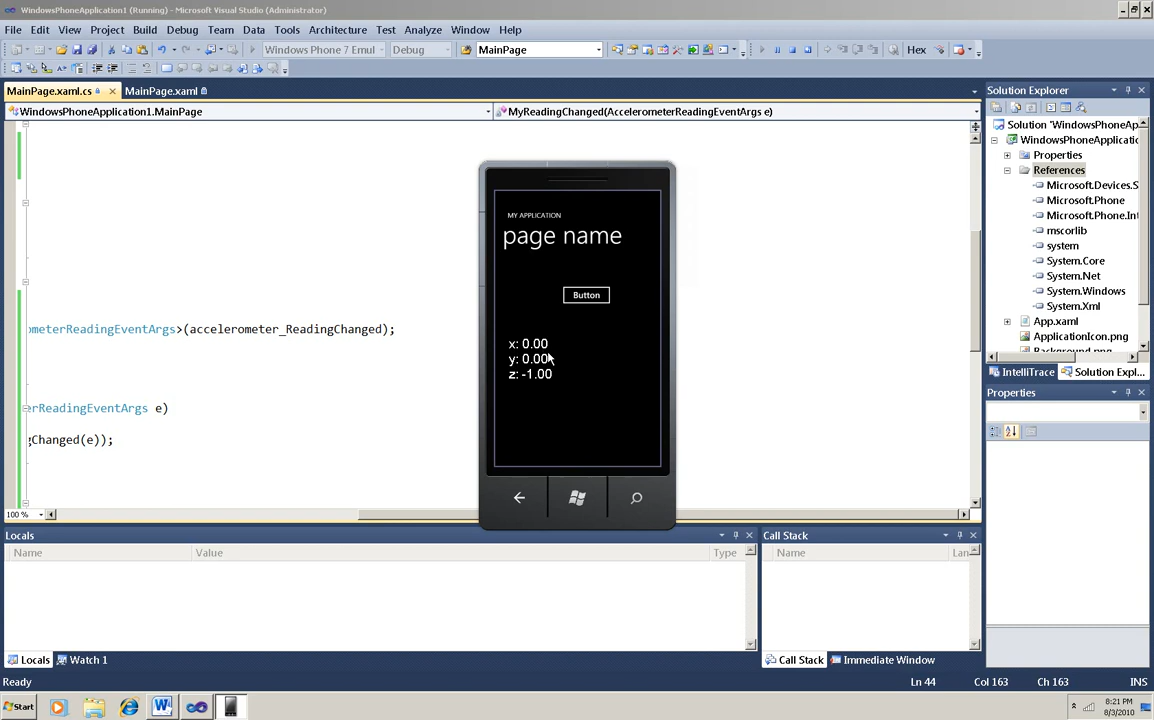 WindowsPhoneApplication1 (Running) - Microsoft Visual Studio (Administrator)
File Edit View Project Build Debug Team Data Tools Architecture Test Analyze Window Help
Windows Phone 7 Emul Debug MainPage Hex
MainPage.xaml.cs MainPage.xaml
WindowsPhoneApplication1.MainPage MyReadingChanged(AccelerometerReadingEventArgs e)
ometerReadingEventArgs>(accelerometer_ReadingChanged);
erReadingEventArgs e)
gChanged(e));
100 %
MY APPLICATION
page name
Button
x: 0.00
y: 0.00
z: -1.00
Solution Explorer
Solution "WindowsPhoneAp
WindowsPhoneApplicatio
Properties
References
Microsoft.Devices.S
Microsoft.Phone
Microsoft.Phone.Int
mscorlib
system
System.Core
System.Net
System.Windows
System.Xml
App.xaml
ApplicationIcon.png
Background.png
IntelliTrace Solution Expl...
Properties
Locals
Name Value Type
Locals Watch 1
Call Stack
Name Lan
Call Stack Immediate Window
Ready Ln 44 Col 163 Ch 163 INS
Start 8:21 PM
8/3/2010